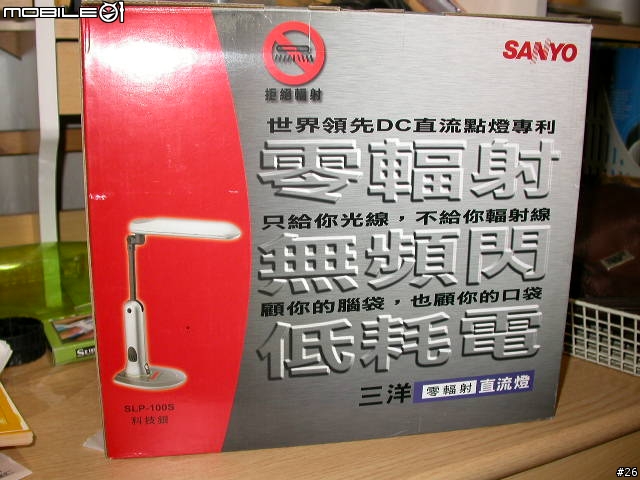 MOBILE01
SANYO
拒絕輻射
世界領先DC直流點燈專利
零輻射
只給你光線，不給你輻射線
無頻閃
顧你的腦袋，也顧你的口袋
低耗電
三洋 零輻射 直流燈
SLP-100S
科技銀
#26